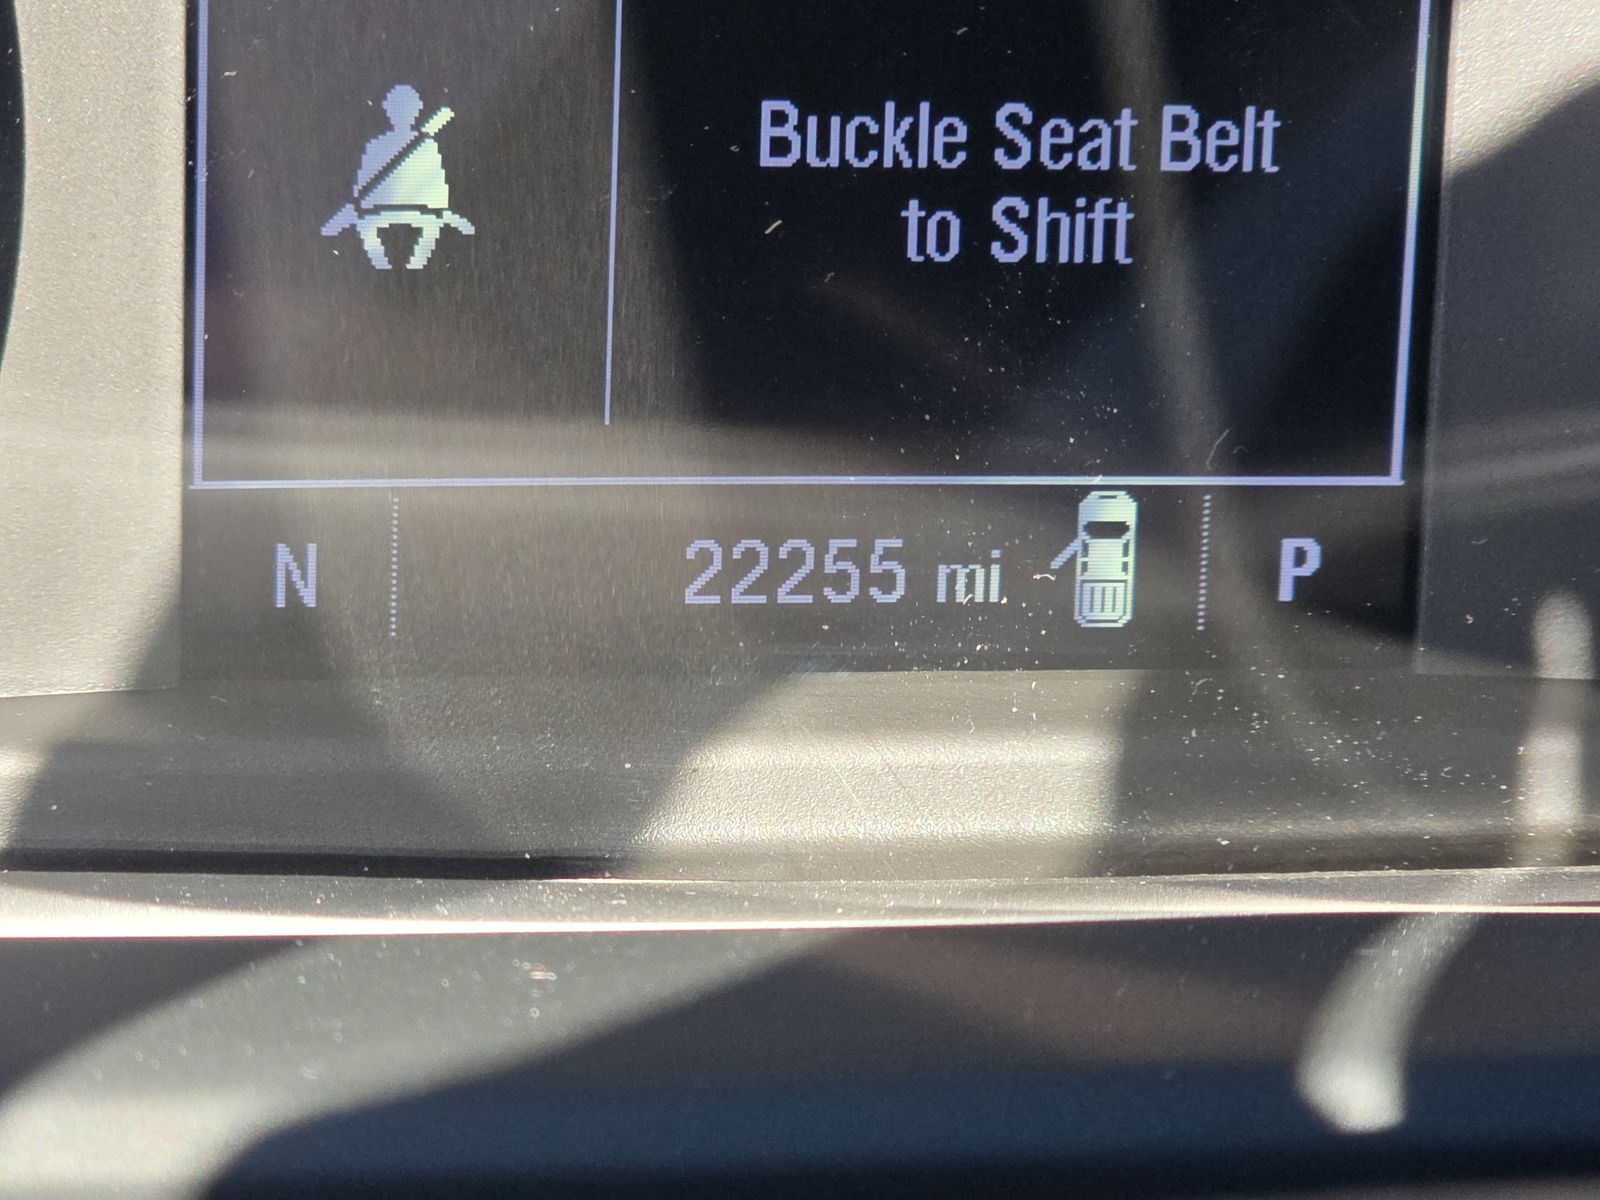 Buckle Seat Belt
to Shift
N 22255 mi P